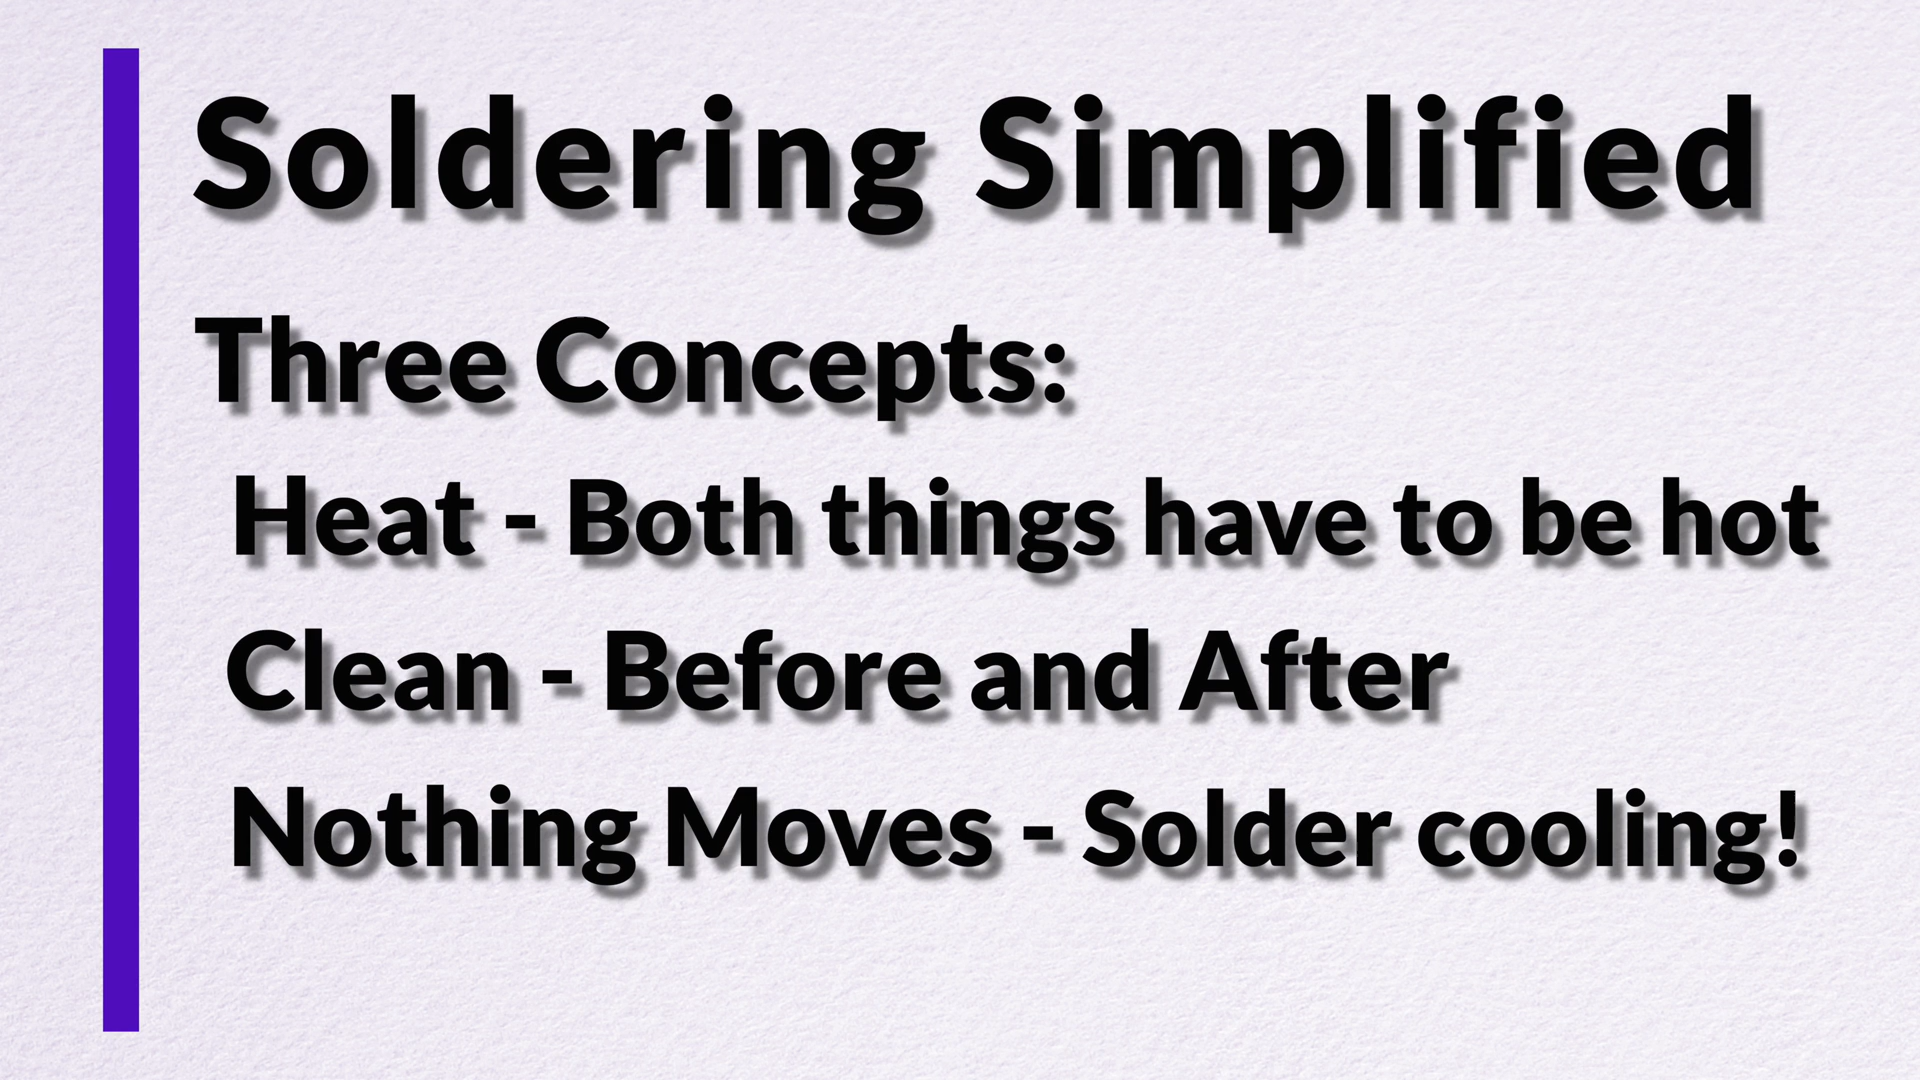 Soldering Simplified
Three Concepts:
Heat - Both things have to be hot
Clean - Before and After
Nothing Moves - Solder cooling!